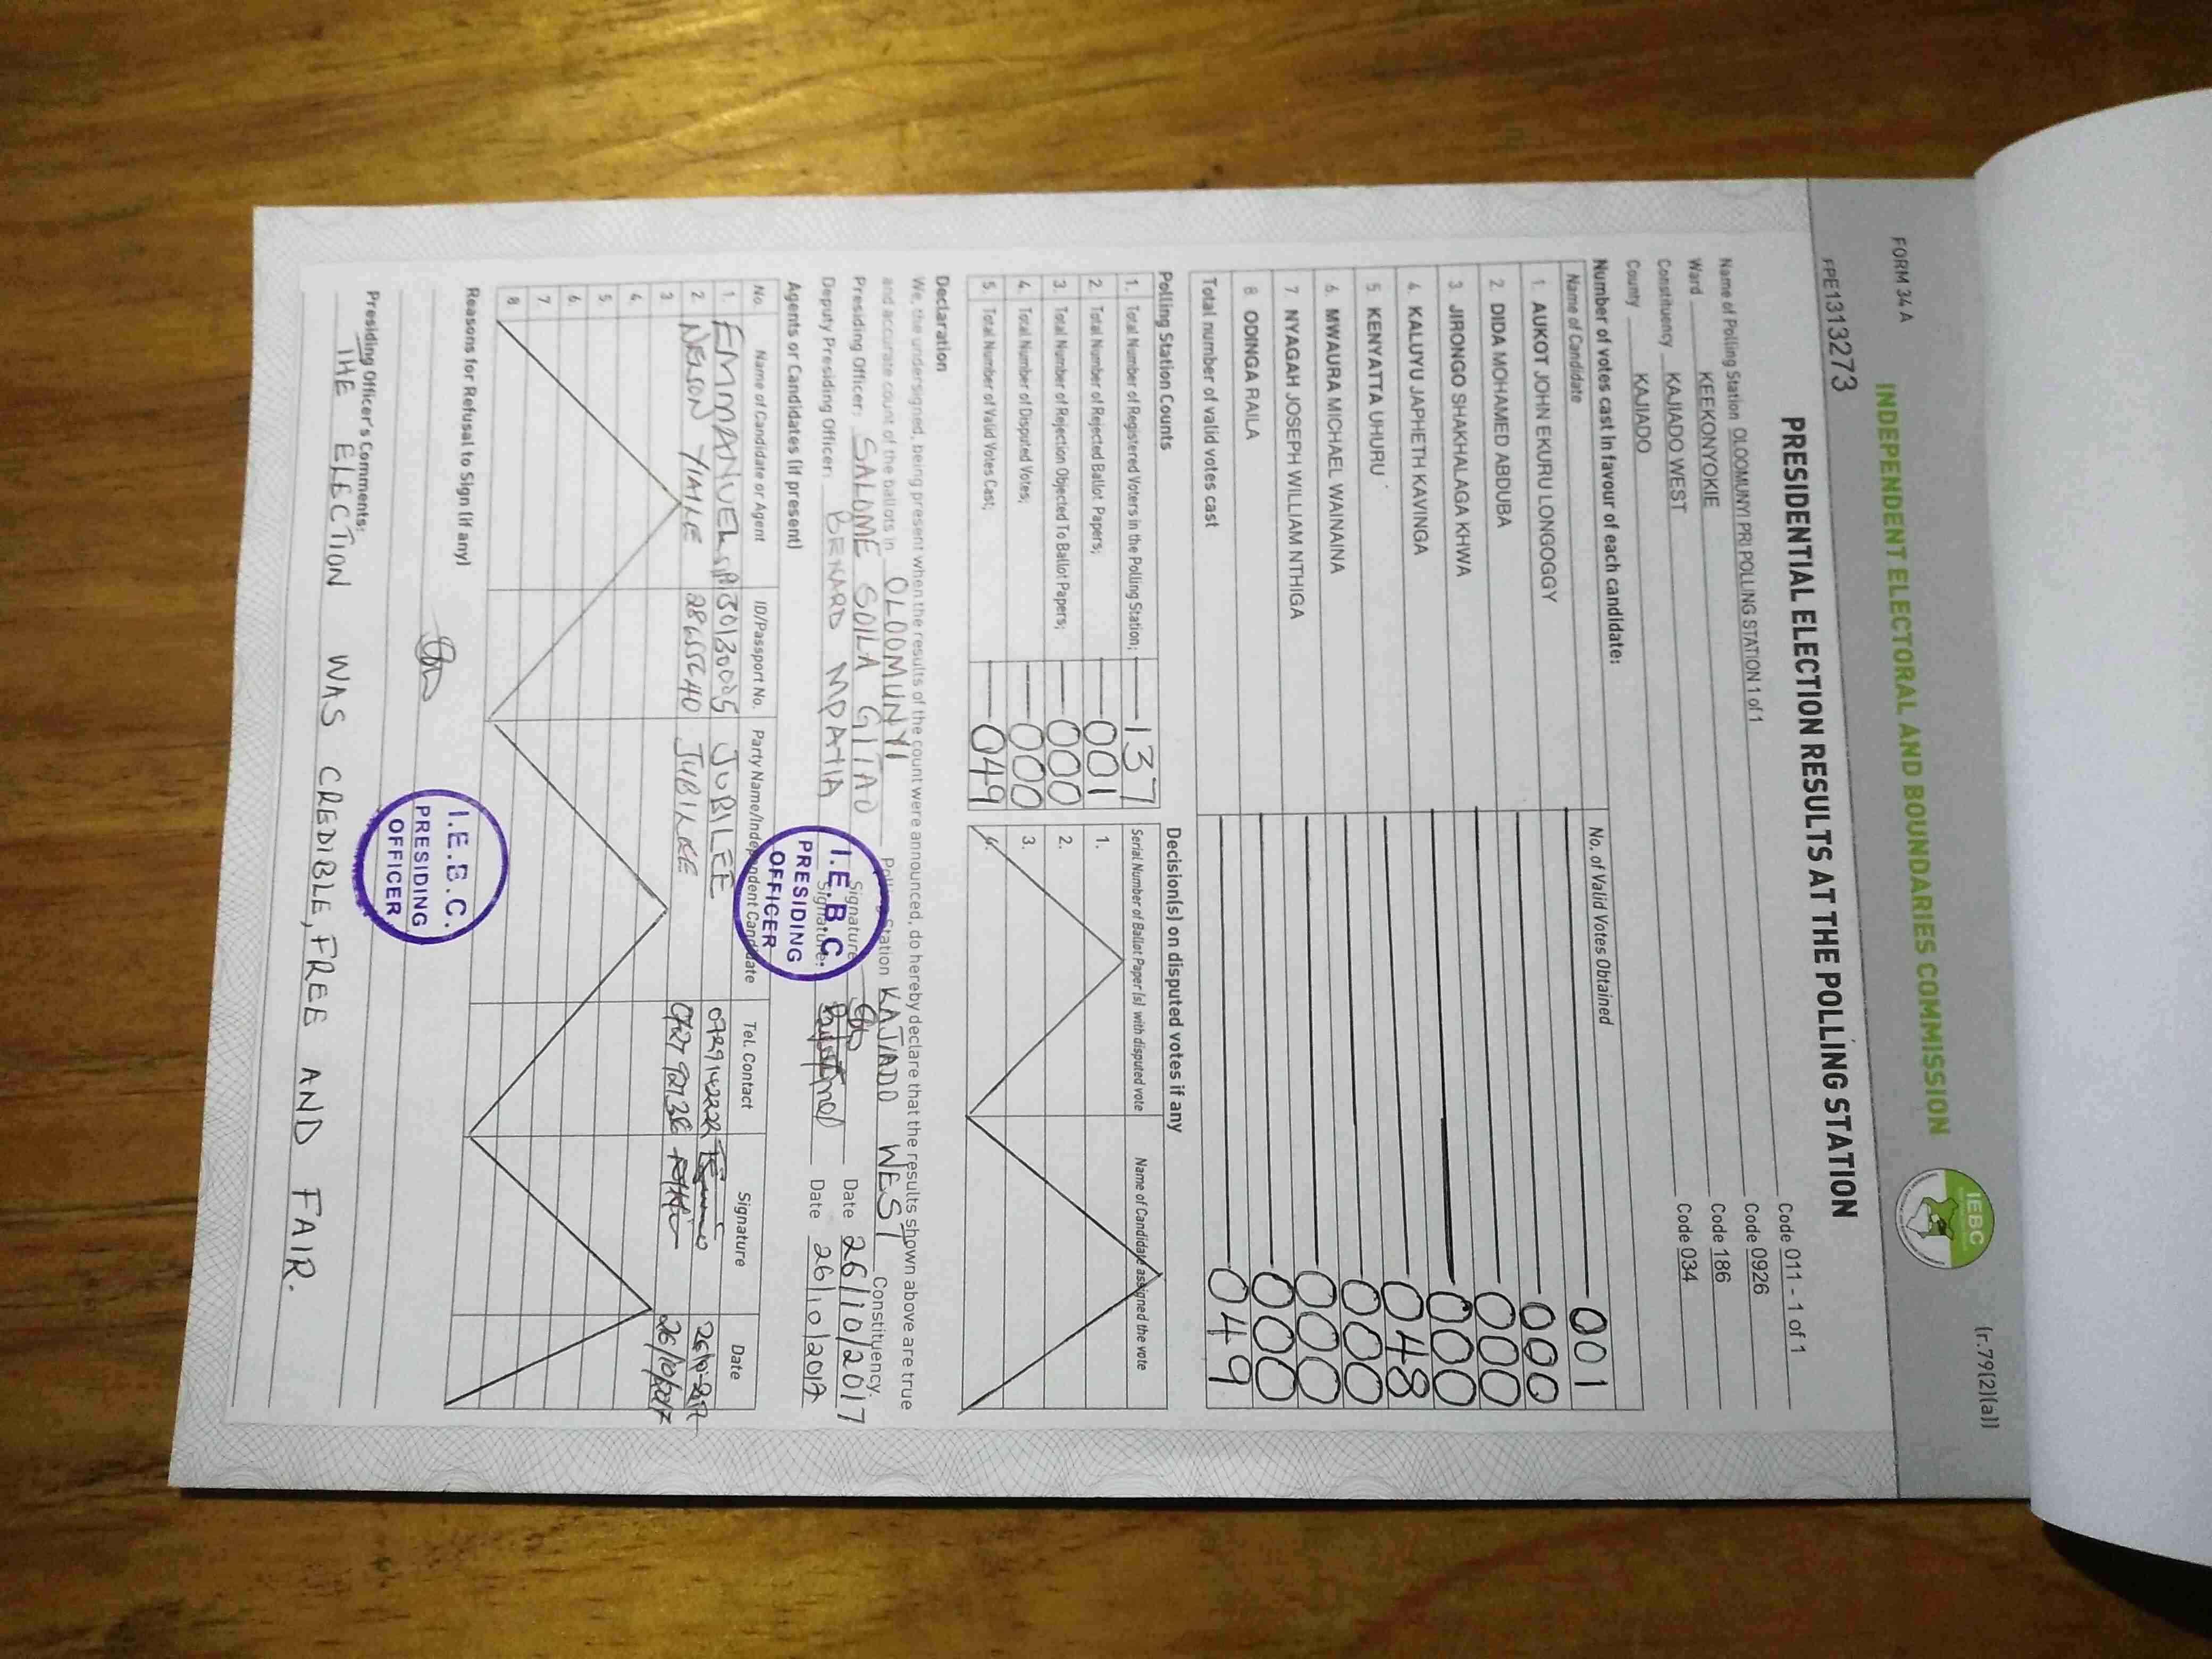 FORM 34A
(r.79(2)(a))
INDEPENDENT ELECTORAL AND BOUNDARIES COMMISSION
IEBC
FPE1313273
PRESIDENTIAL ELECTION RESULTS AT THE POLLING STATION
Name of Polling Station OLOOMUNYI PRI POLLING STATION 1 of 1 Code 011 - 1 of 1
Ward KEEKONYOKIE Code 0926
Constituency KAJIADO WEST Code 186
County KAJIADO Code 034
Number of votes cast in favour of each candidate:
Name of Candidate No. of Valid Votes Obtained
1. AUKOT JOHN EKURU LONGOGGY 001
2. DIDA MOHAMED ABDUBA 000
3. JIRONGO SHAKHALAGA KHWA 000
4. KALUYU JAPHETH KAVINGA 000
5. KENYATTA UHURU 048
6. MWAURA MICHAEL WAINAINA 000
7. NYAGAH JOSEPH WILLIAM NTHIGA 000
8. ODINGA RAILA 000
Total number of valid votes cast 049
Polling Station Counts
1. Total Number of Registered Voters in the Polling Station; 137
2. Total Number of Rejected Ballot Papers; 001
3. Total Number of Rejection Objected To Ballot Papers; 000
4. Total Number of Disputed Votes; 000
5. Total Number of Valid Votes Cast; 049
Decision(s) on disputed votes if any
Serial Number of Ballot Paper (s) with disputed vote Name of Candidate assigned the vote
1.
2.
3.
4.
Declaration
We, the undersigned, being present when the results of the count were announced, do hereby declare that the results shown above are true
and accurate count of the ballots in OLOOMUNYI Polling Station KAJIADO WEST Constituency.
Presiding Officer: SALOME SOILA GITAO Signature Date 26/10/2017
Deputy Presiding Officer: BENARD MPATIA Signature: Date 26/10/2017
I.E.B.C.
PRESIDING
OFFICER
Agents or Candidates (if present)
No. Name of Candidate or Agent ID/Passport No. Party Name/Independent Candidate Tel. Contact Signature Date
1. EMMANUEL JUBILEE
2. NELSON YIAILE JUBILEE 26/10/2017
3.
4.
5.
6.
7.
8.
Reasons for Refusal to Sign (if any)
I.E.B.C.
PRESIDING
OFFICER
Presiding Officer's Comments:
THE ELECTION WAS CREDIBLE, FREE AND FAIR.